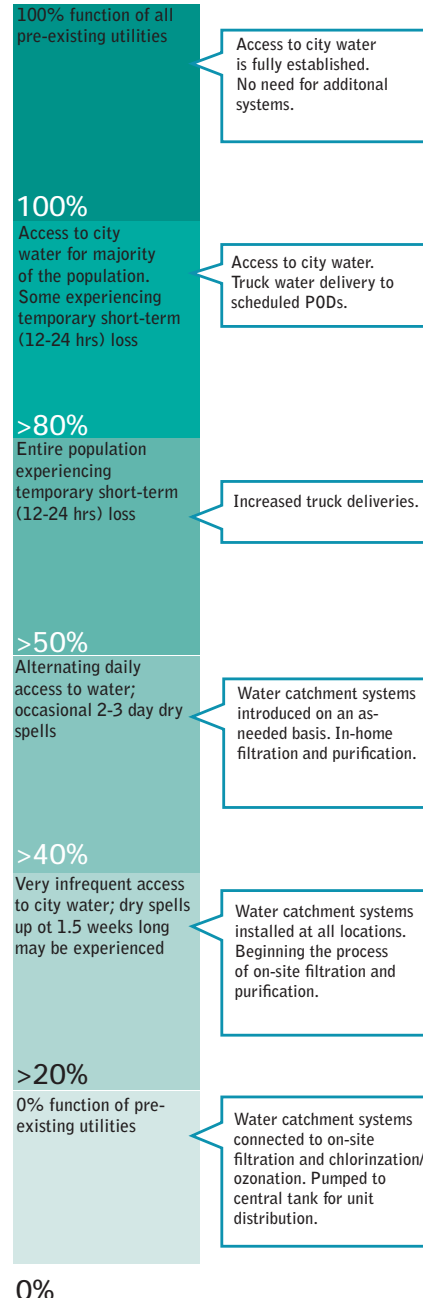 100% function of all
pre-existing utilities
Access to city water
is fully established.
No need for additonal
systems.
100%
Access to city
water for majority
of the population.
Some experiencing
temporary short-term
(12-24 hrs) loss
Access to city water.
Truck water delivery to
scheduled PODs.
>80%
Entire population
experiencing
temporary short-term
(12-24 hrs) loss
Increased truck deliveries.
>50%
Alternating daily
access to water;
occasional 2-3 day dry
spells
Water catchment systems
introduced on an as-
needed basis. In-home
filtration and purification.
>40%
Very infrequent access
to city water; dry spells
up ot 1.5 weeks long
may be experienced
Water catchment systems
installed at all locations.
Beginning the process
of on-site filtration and
purification.
>20%
0% function of pre-
existing utilities
Water catchment systems
connected to on-site
filtration and chlorinzation/
ozonation. Pumped to
central tank for unit
distribution.
0%